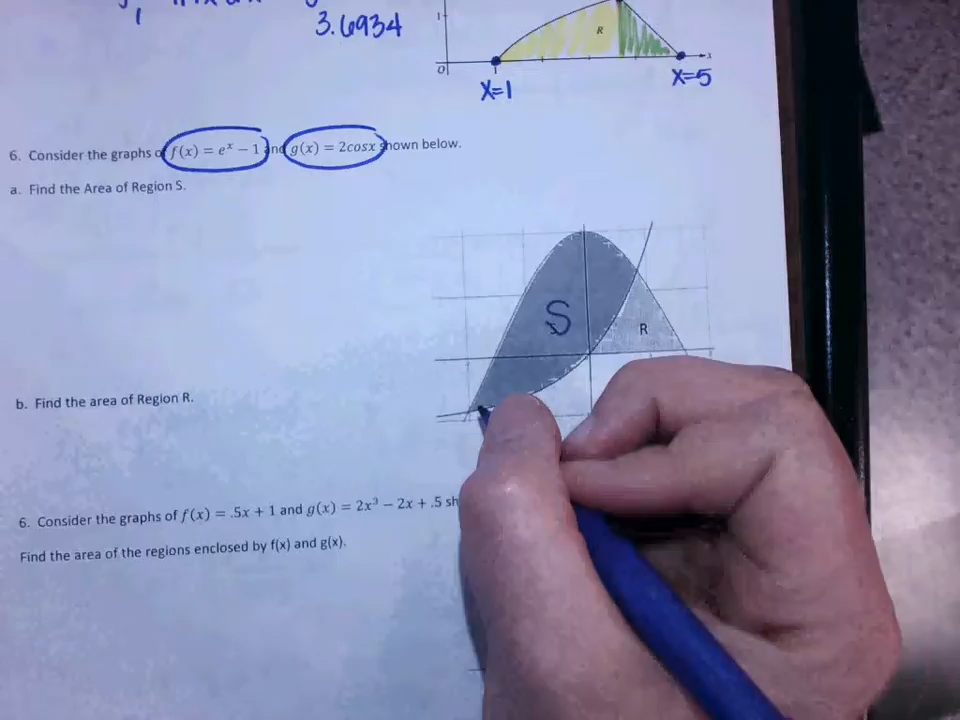 3.6934
1
R
O
x
X=1
X=5
6. Consider the graphs of f(x) = eˣ − 1 and g(x) = 2cosx shown below.
a. Find the Area of Region S.
S
R
b. Find the area of Region R.
6. Consider the graphs of f(x) = .5x + 1 and g(x) = 2x³ − 2x + .5 sh
Find the area of the regions enclosed by f(x) and g(x).